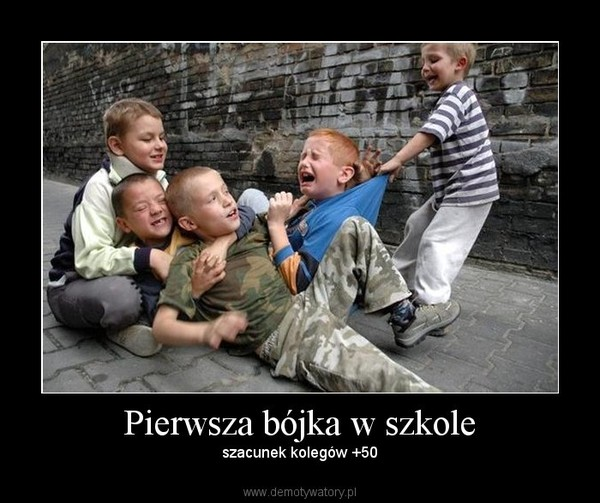 Pierwsza bójka w szkole
szacunek kolegów +50
www.demotywatory.pl